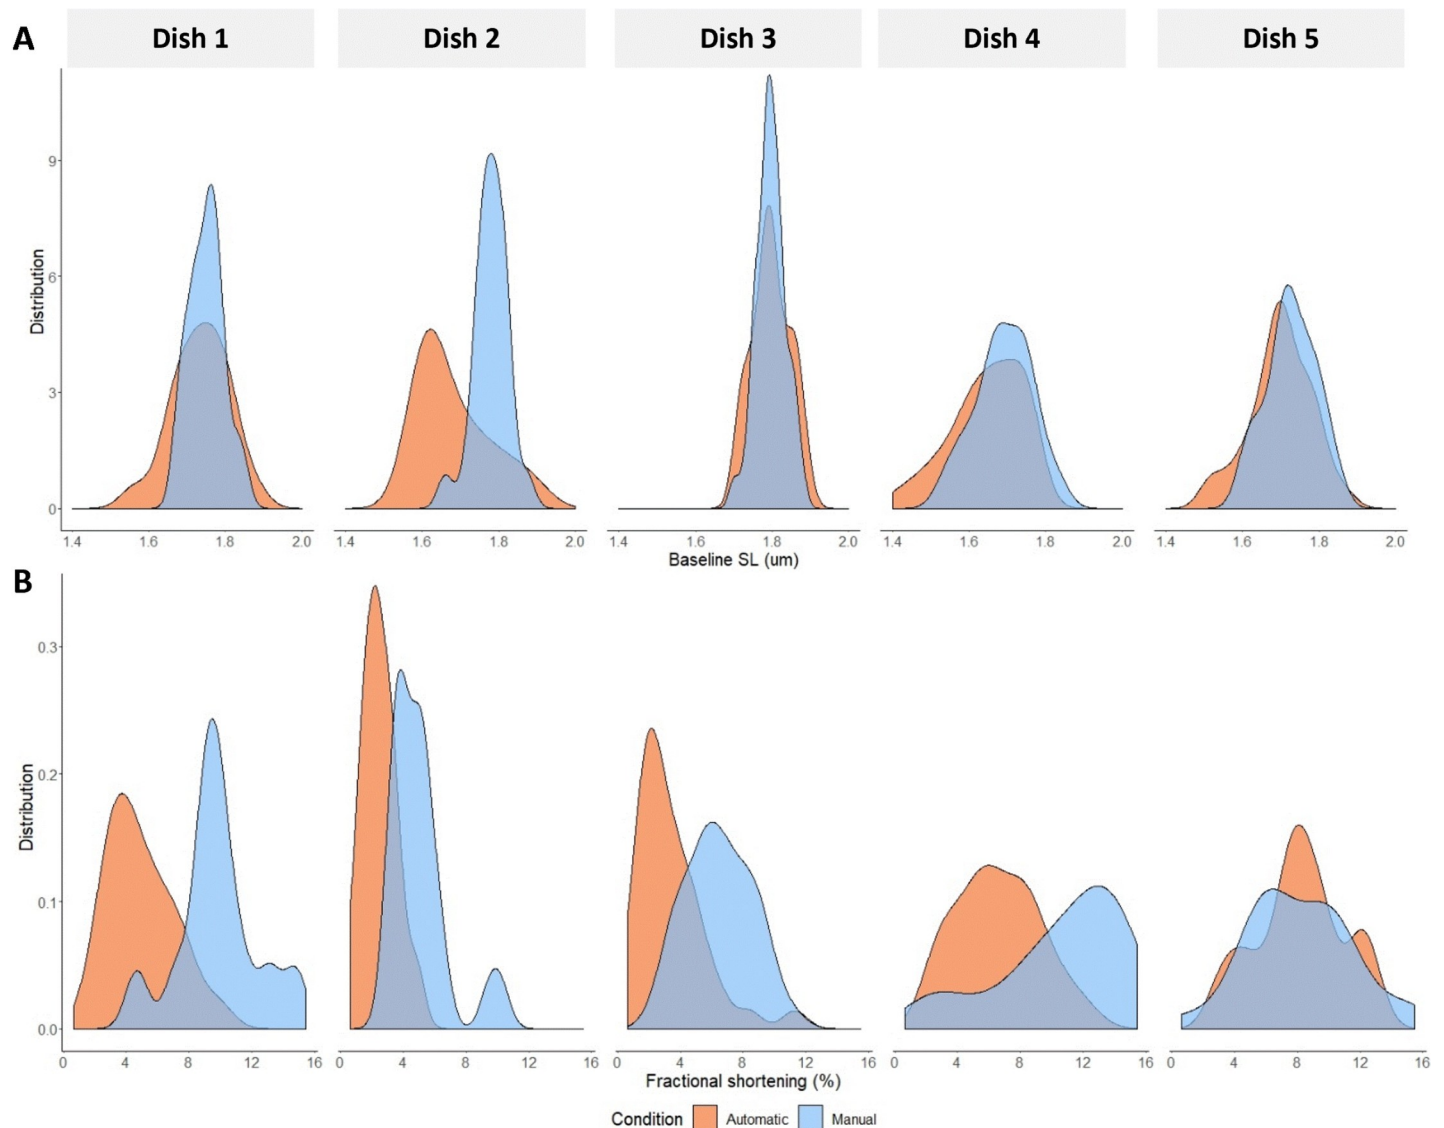 A
Dish 1 Dish 2 Dish 3 Dish 4 Dish 5
Distribution
9
6
3
0
1.4 1.6 1.8 2.0 1.4 1.6 1.8 2.0 1.4 1.6 1.8 2.0 1.4 1.6 1.8 2.0 1.4 1.6 1.8 2.0
Baseline SL (um)
B
Distribution
0.3
0.2
0.1
0.0
0 4 8 12 16 0 4 8 12 16 0 4 8 12 16 0 4 8 12 16 0 4 8 12 16
Fractional shortening (%)
Condition Automatic Manual